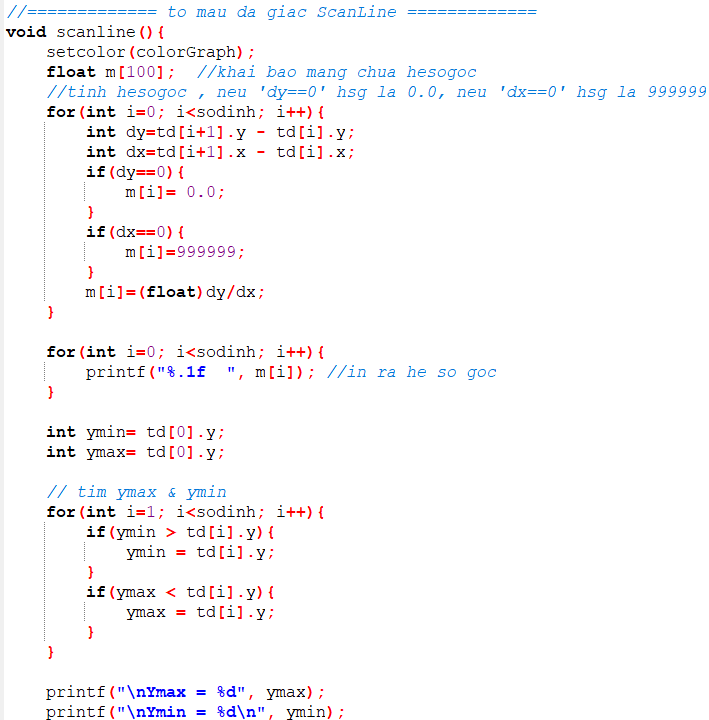 //============= to mau da giac ScanLine =============
void scanline(){
    setcolor(colorGraph);
    float m[100];  //khai bao mang chua hesogoc
    //tinh hesogoc , neu 'dy==0' hsg la 0.0, neu 'dx==0' hsg la 999999
    for(int i=0; i<sodinh; i++){
        int dy=td[i+1].y - td[i].y;
        int dx=td[i+1].x - td[i].x;
        if(dy==0){
            m[i]= 0.0;
        }
        if(dx==0){
            m[i]=999999;
        }
        m[i]=(float)dy/dx;
    }
    for(int i=0; i<sodinh; i++){
        printf("%.1f  ", m[i]); //in ra he so goc
    }
    int ymin= td[0].y;
    int ymax= td[0].y;
    // tim ymax & ymin
    for(int i=1; i<sodinh; i++){
        if(ymin > td[i].y){
            ymin = td[i].y;
        }
        if(ymax < td[i].y){
            ymax = td[i].y;
        }
    }
    printf("\nYmax = %d", ymax);
    printf("\nYmin = %d\n", ymin);